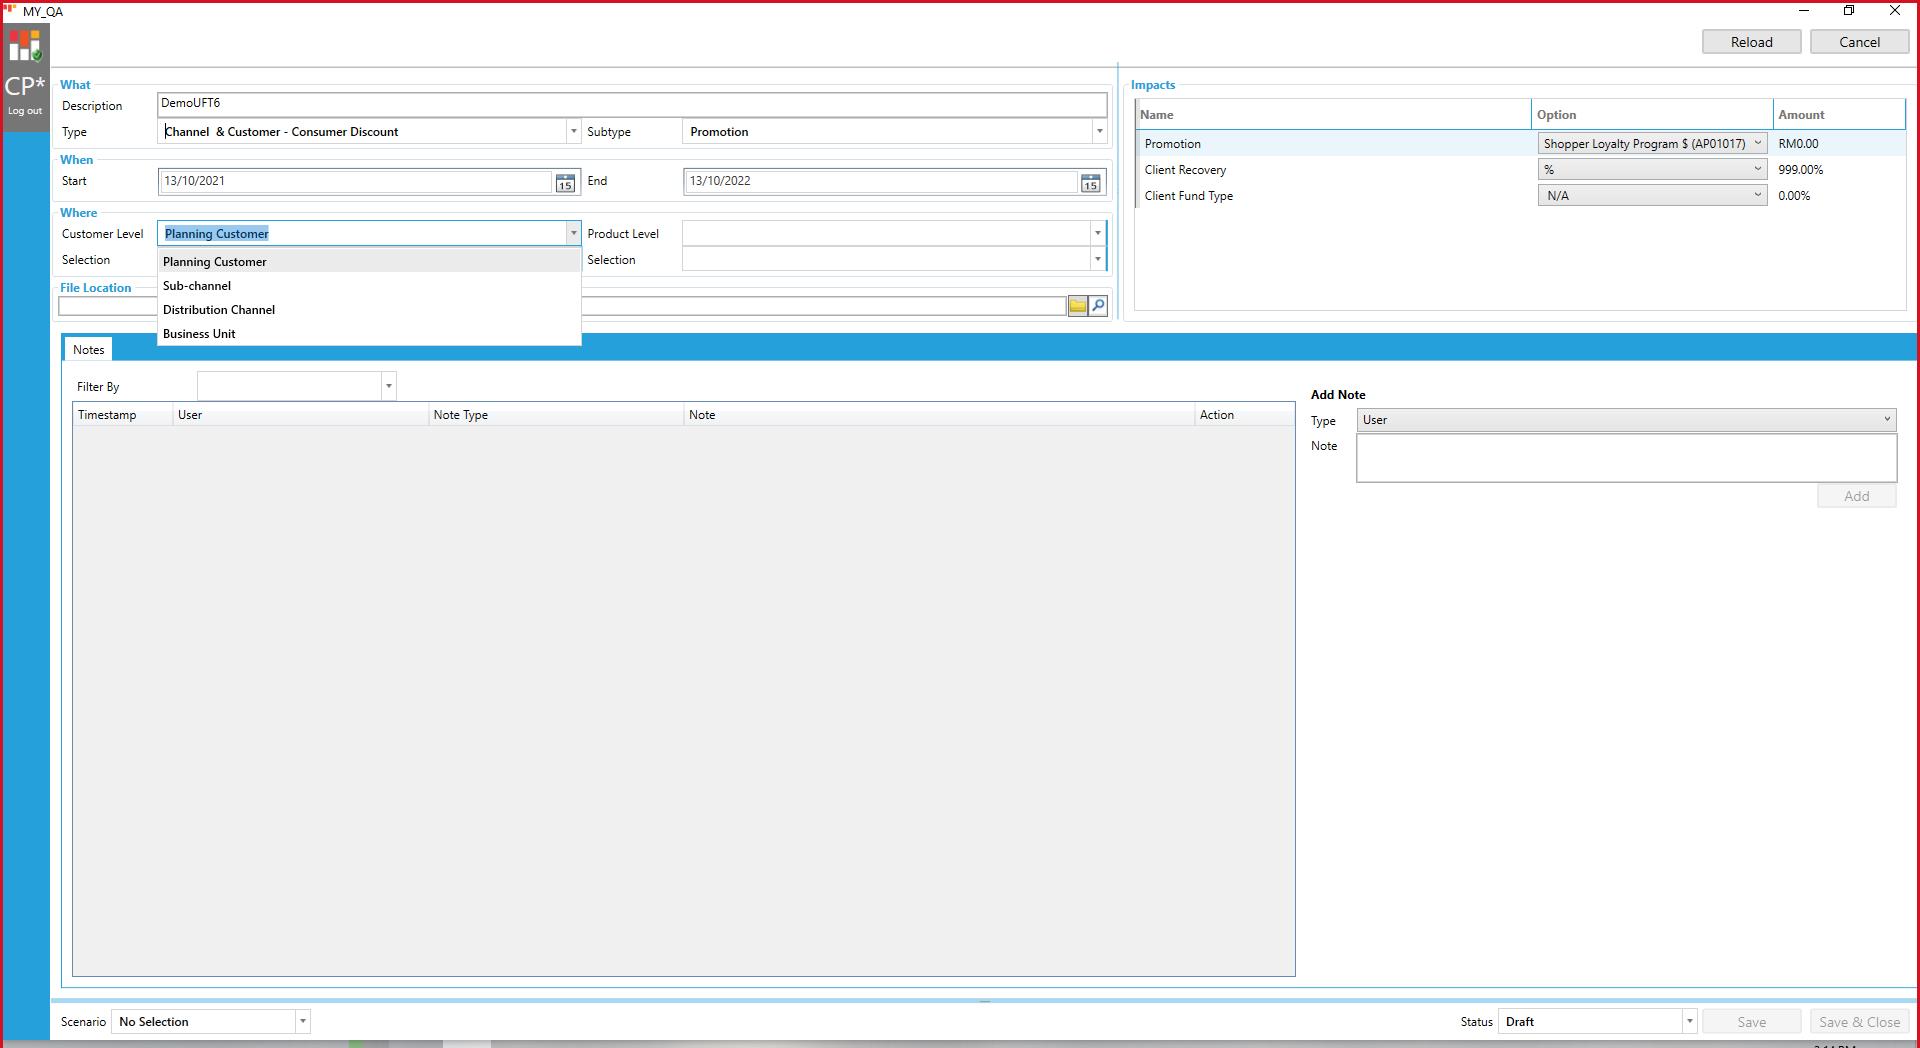 MY_QA
Reload Cancel
CP*
Log out
What
Description DemoUFT6
Type Channel & Customer - Consumer Discount Subtype Promotion
When
Start 13/10/2021 15 End 13/10/2022 15
Where
Customer Level Planning Customer Product Level
Selection Planning Customer Selection
Sub-channel
Distribution Channel
Business Unit
File Location
Impacts
Name Option Amount
Promotion Shopper Loyalty Program $ (AP01017) RM0.00
Client Recovery % 999.00%
Client Fund Type N/A 0.00%
Notes
Filter By
Timestamp User Note Type Note Action
Add Note
Type User
Note
Add
Scenario No Selection
Status Draft Save Save & Close